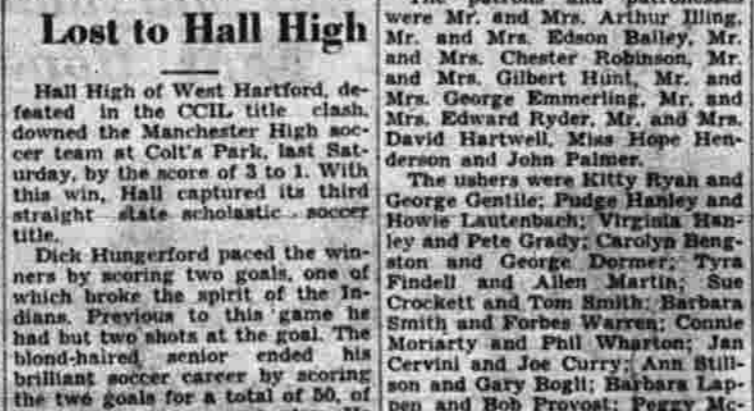 Lost to Hall High
Hall High of West Hartford, de-
feated in the CCIL title clash,
downed the Manchester High soc-
cer team at Colt's Park, last Sat-
urday, by the score of 3 to 1. With
this win, Hall captured its third
straight state scholastic soccer
title.
Dick Hungerford paced the win-
ners by scoring two goals, one of
which broke the spirit of the In-
dians. Previous to this game he
had but two shots at the goal. The
blond-haired senior ended his
brilliant soccer career by scoring
the two goals for a total of 50, of
The patrons and patronesses
were Mr. and Mrs. Arthur Illing,
Mr. and Mrs. Edson Bailey, Mr.
and Mrs. Chester Robinson, Mr.
and Mrs. Gilbert Hunt, Mr. and
Mrs. George Emmerling, Mr. and
Mrs. Edward Ryder, Mr. and Mrs.
David Hartwell, Miss Hope Hen-
derson and John Palmer.
The ushers were Kitty Ryan and
George Gentile; Pudge Hanley and
Howie Lautenbach; Virginia Han-
ley and Pete Grady; Carolyn Beng-
ston and George Dormer; Tyra
Findell and Allen Martin; Sue
Crockett and Tom Smith; Barbara
Smith and Forbes Warren; Connie
Moriarty and Phil Wharton; Jan
Cervini and Joe Curry; Ann Still-
son and Gary Bogli; Barbara Lap-
pen and Bob Provost; Peggy Mc-